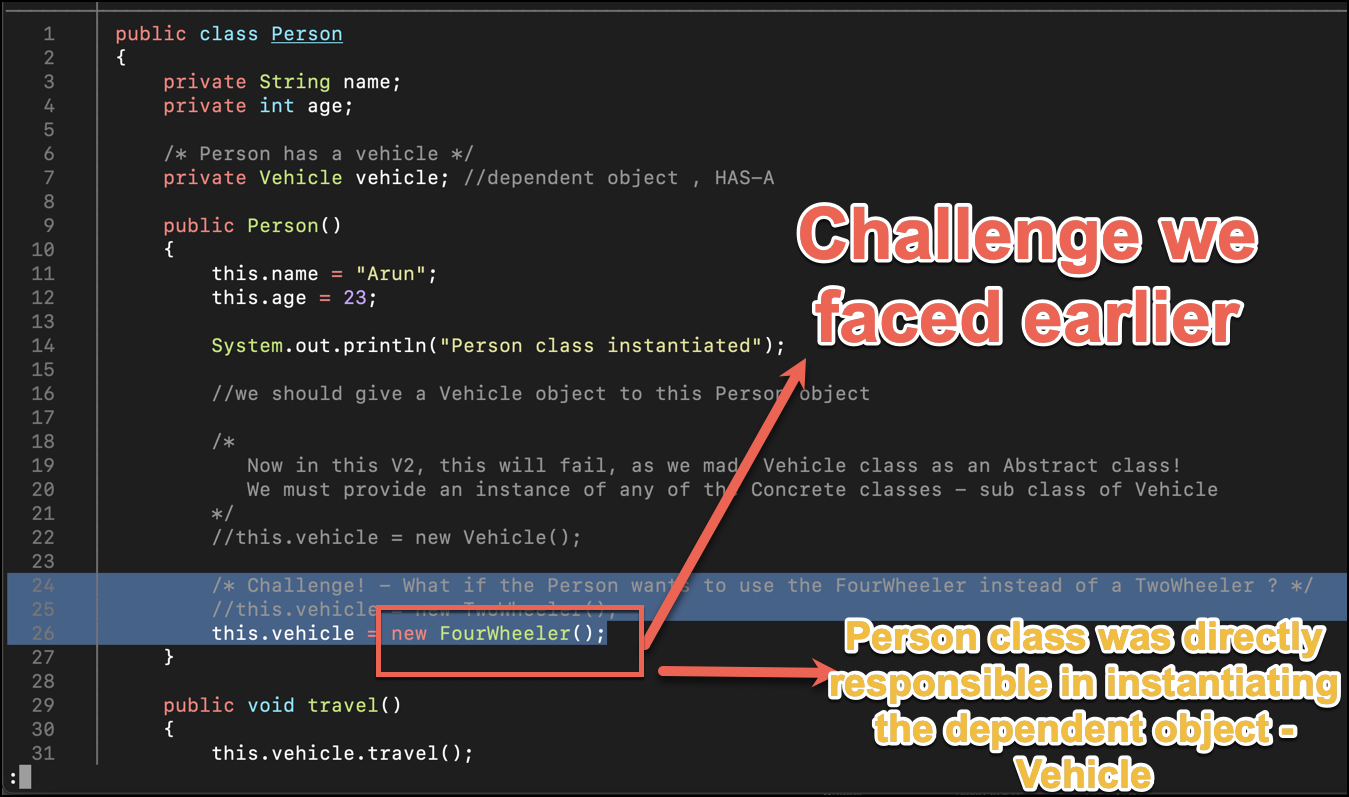 1 public class Person
2 {
3 private String name;
4 private int age;
5
6 /* Person has a vehicle */
7 private Vehicle vehicle; //dependent object , HAS-A
8
9 public Person()
10 {
11 this.name = "Arun";
12 this.age = 23;
13
14 System.out.println("Person class instantiated");
15
16 //we should give a Vehicle object to this Person object
17
18 /*
19 Now in this V2, this will fail, as we made Vehicle class as an Abstract class!
20 We must provide an instance of any of the Concrete classes - sub class of Vehicle
21 */
22 //this.vehicle = new Vehicle();
23
24 /* Challenge! - What if the Person wants to use the FourWheeler instead of a TwoWheeler ? */
25 //this.vehicle = new TwoWheeler();
26 this.vehicle = new FourWheeler();
27 }
28
29 public void travel()
30 {
31 this.vehicle.travel();
:
Challenge we
faced earlier
Person class was directly
responsible in instantiating
the dependent object -
Vehicle